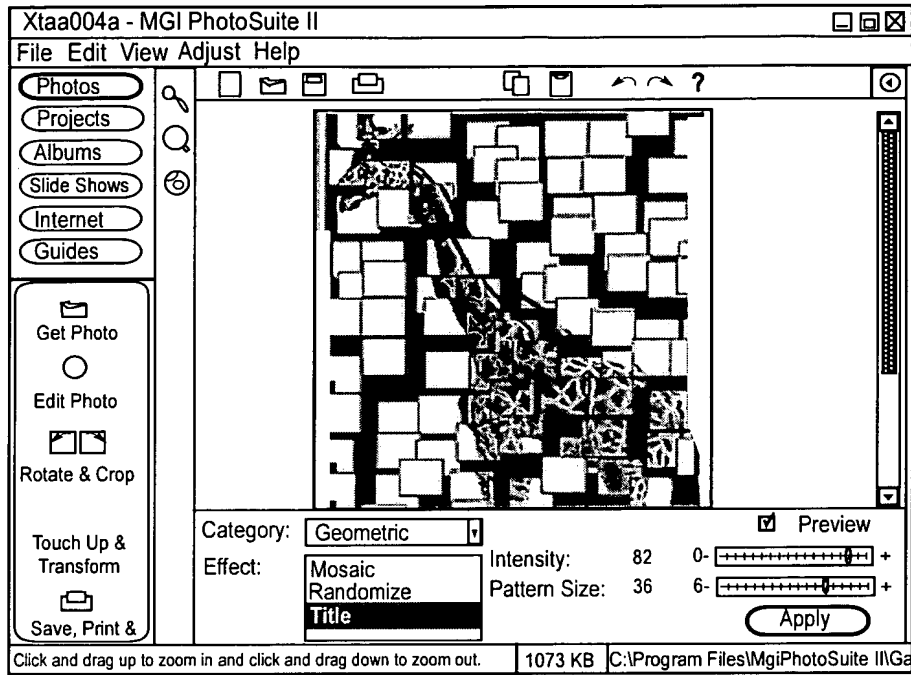 Xtaa004a - MGI PhotoSuite II
File Edit View Adjust Help
Photos
Projects
Albums
Slide Shows
Internet
Guides
?
Get Photo
Edit Photo
Rotate & Crop
Touch Up &
Transform
Save, Print &
Category: Geometric
Preview
Effect: Mosaic
Randomize
Title
Intensity: 82 0- +
Pattern Size: 36 6- +
Apply
Click and drag up to zoom in and click and drag down to zoom out. 1073 KB C:\Program Files\MgiPhotoSuite II\Ga